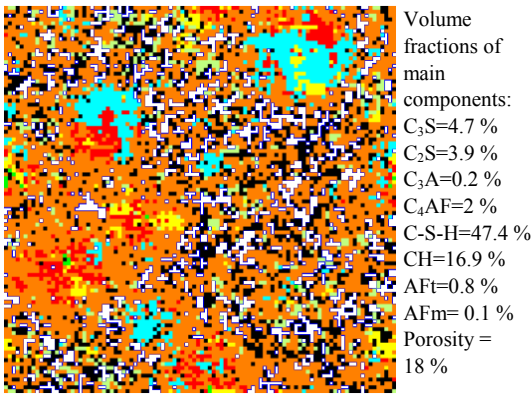 Volume
fractions of
main
components:
C₃S=4.7 %
C₂S=3.9 %
C₃A=0.2 %
C₄AF=2 %
C-S-H=47.4 %
CH=16.9 %
AFt=0.8 %
AFm= 0.1 %
Porosity =
18 %